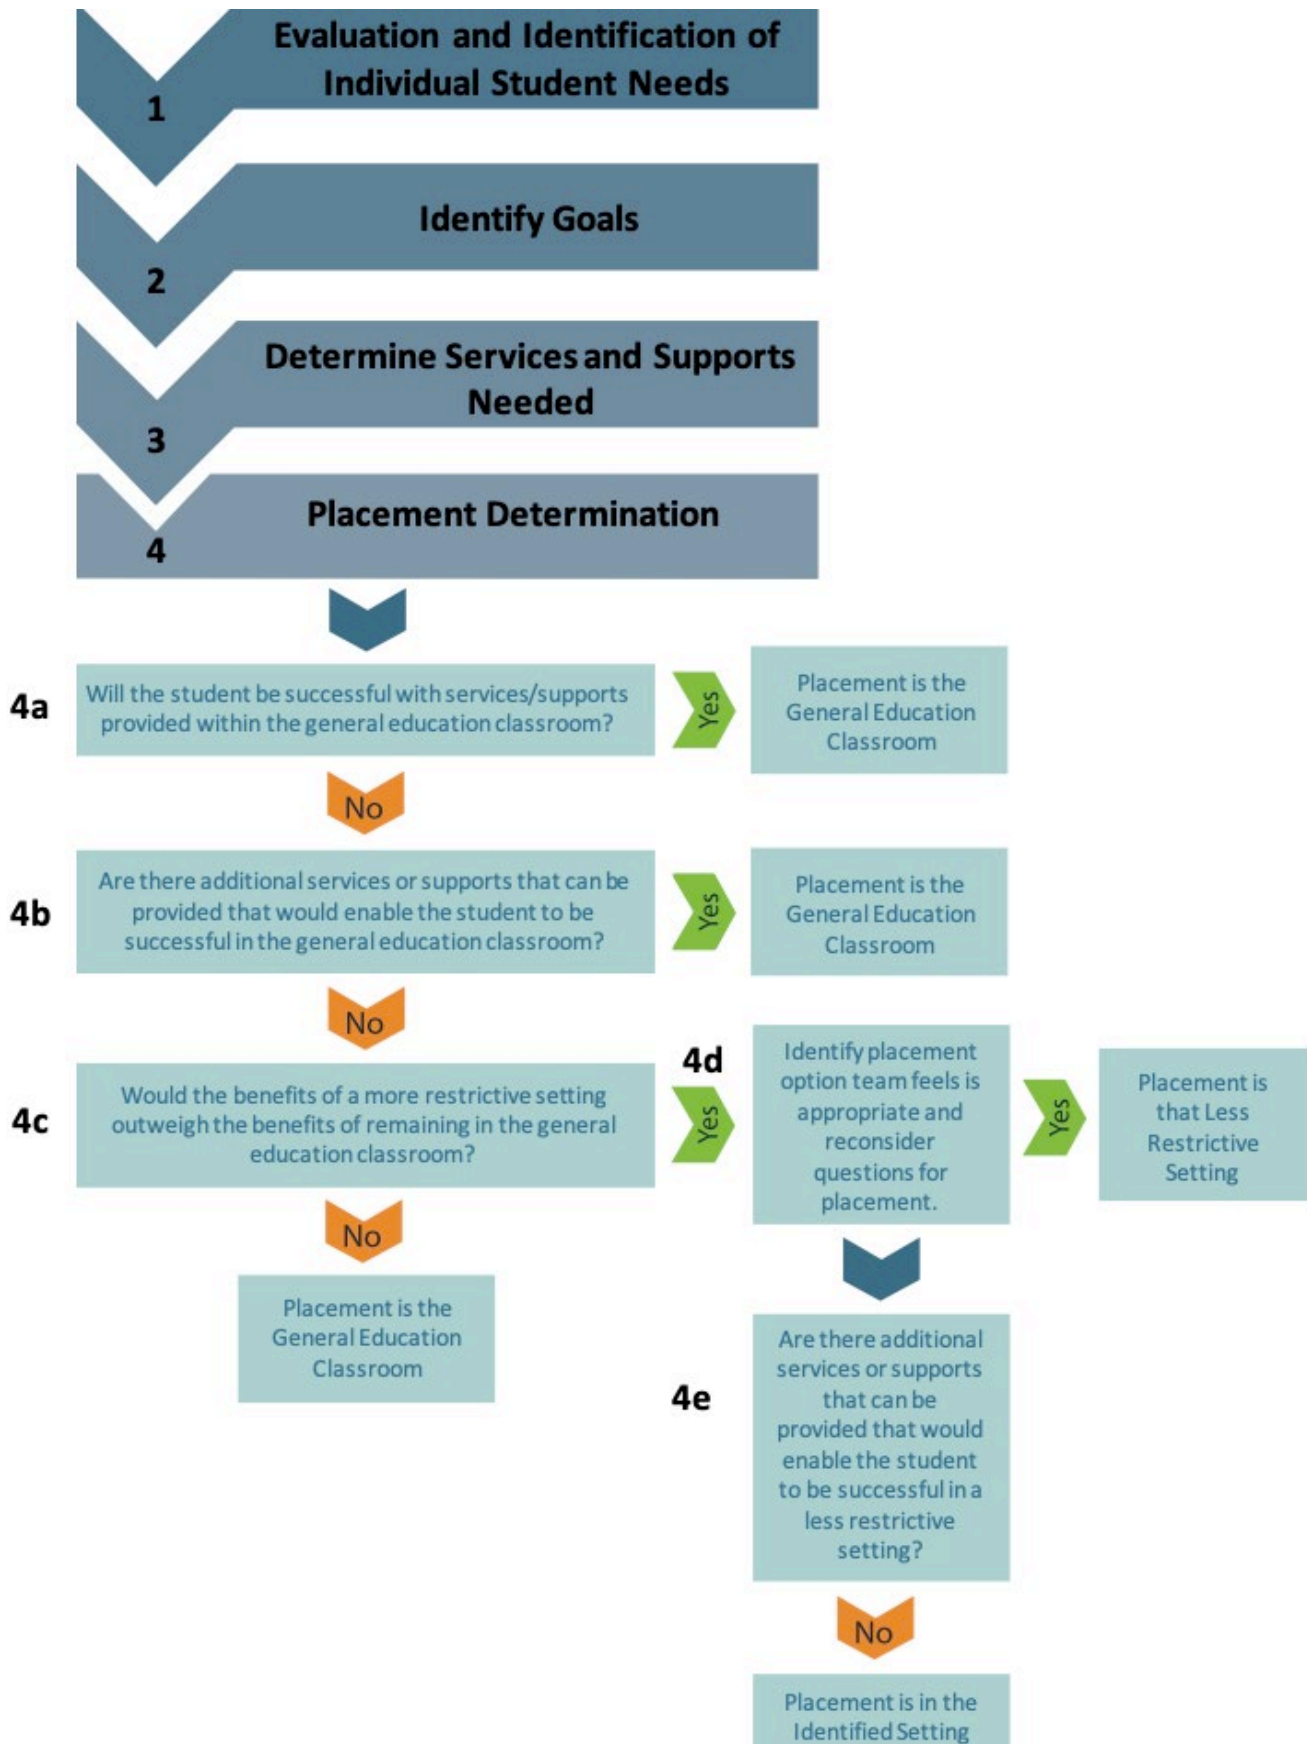 Evaluation and Identification of
Individual Student Needs
1
Identify Goals
2
Determine Services and Supports
Needed
3
Placement Determination
4
4a
Will the student be successful with services/supports
provided within the general education classroom?
Yes
Placement is the
General Education
Classroom
No
4b
Are there additional services or supports that can be
provided that would enable the student to be
successful in the general education classroom?
Yes
Placement is the
General Education
Classroom
No
4c
Would the benefits of a more restrictive setting
outweigh the benefits of remaining in the general
education classroom?
Yes
4d
Identify placement
option team feels is
appropriate and
reconsider
questions for
placement.
Yes
Placement is
that Less
Restrictive
Setting
No
Placement is the
General Education
Classroom
4e
Are there additional
services or supports
that can be
provided that would
enable the student
to be successful in a
less restrictive
setting?
No
Placement is in the
Identified Setting